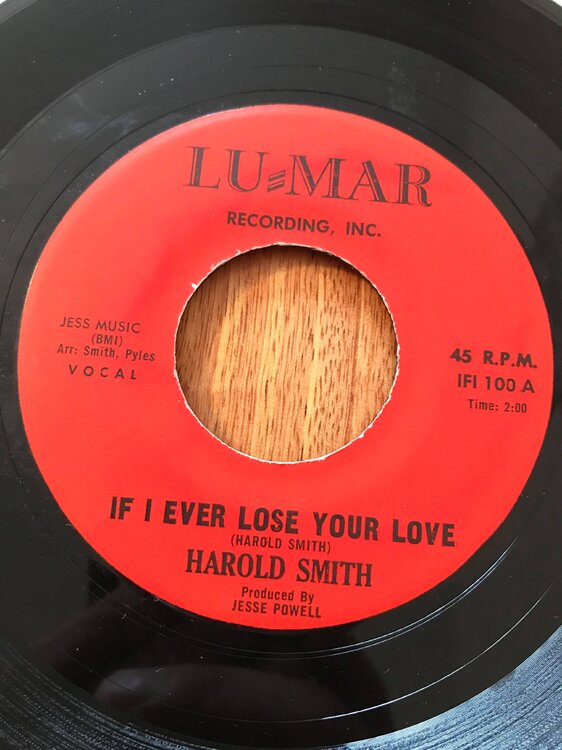 LU=MAR
RECORDING, INC.
JESS MUSIC
(BMI)
Arr: Smith, Pyles
VOCAL
45 R.P.M.
IFI 100 A
Time: 2:00
IF I EVER LOSE YOUR LOVE
(HAROLD SMITH)
HAROLD SMITH
Produced By
JESSE POWELL